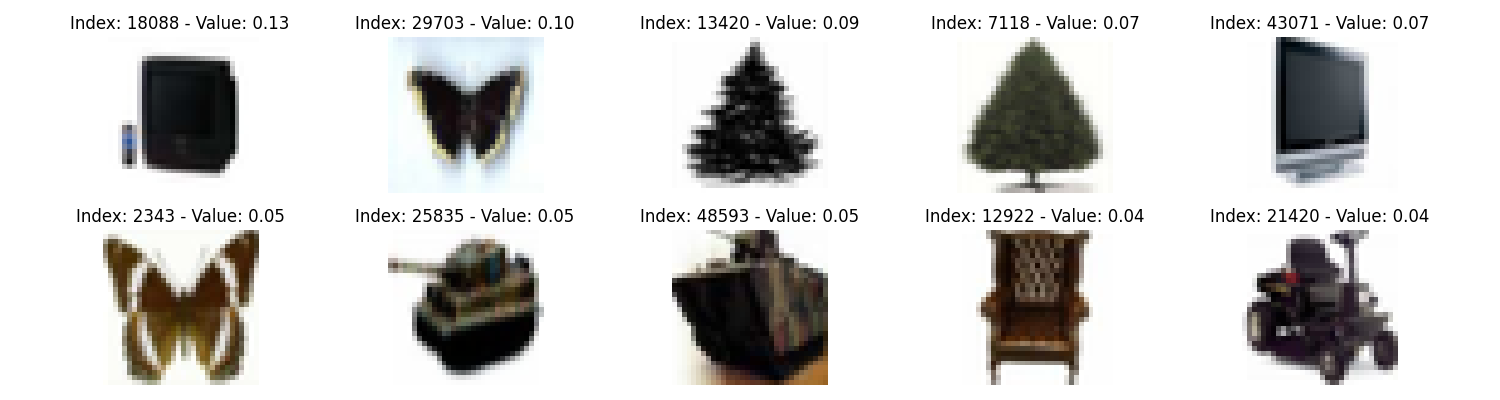 Index: 18088 - Value: 0.13
Index: 29703 - Value: 0.10
Index: 13420 - Value: 0.09
Index: 7118 - Value: 0.07
Index: 43071 - Value: 0.07
Index: 2343 - Value: 0.05
Index: 25835 - Value: 0.05
Index: 48593 - Value: 0.05
Index: 12922 - Value: 0.04
Index: 21420 - Value: 0.04